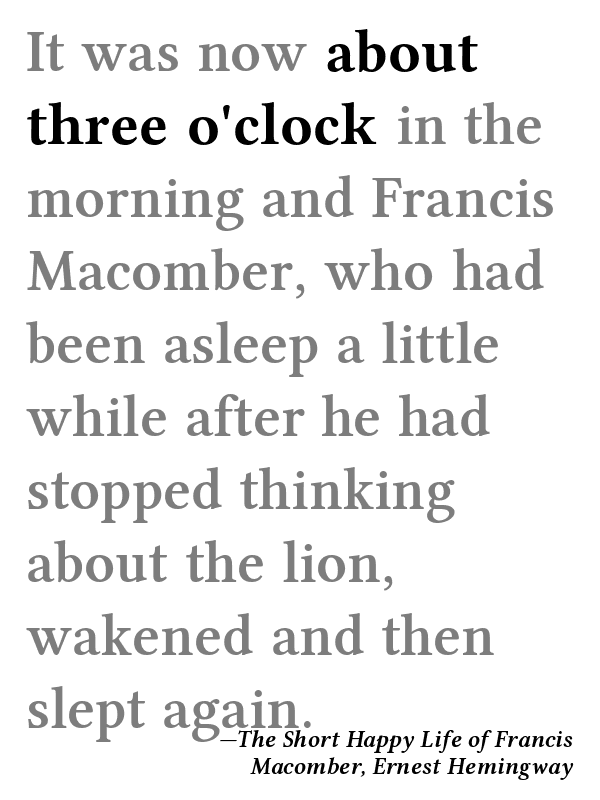 It was now about
three o'clock in the
morning and Francis
Macomber, who had
been asleep a little
while after he had
stopped thinking
about the lion,
wakened and then
slept again.
—The Short Happy Life of Francis
Macomber, Ernest Hemingway